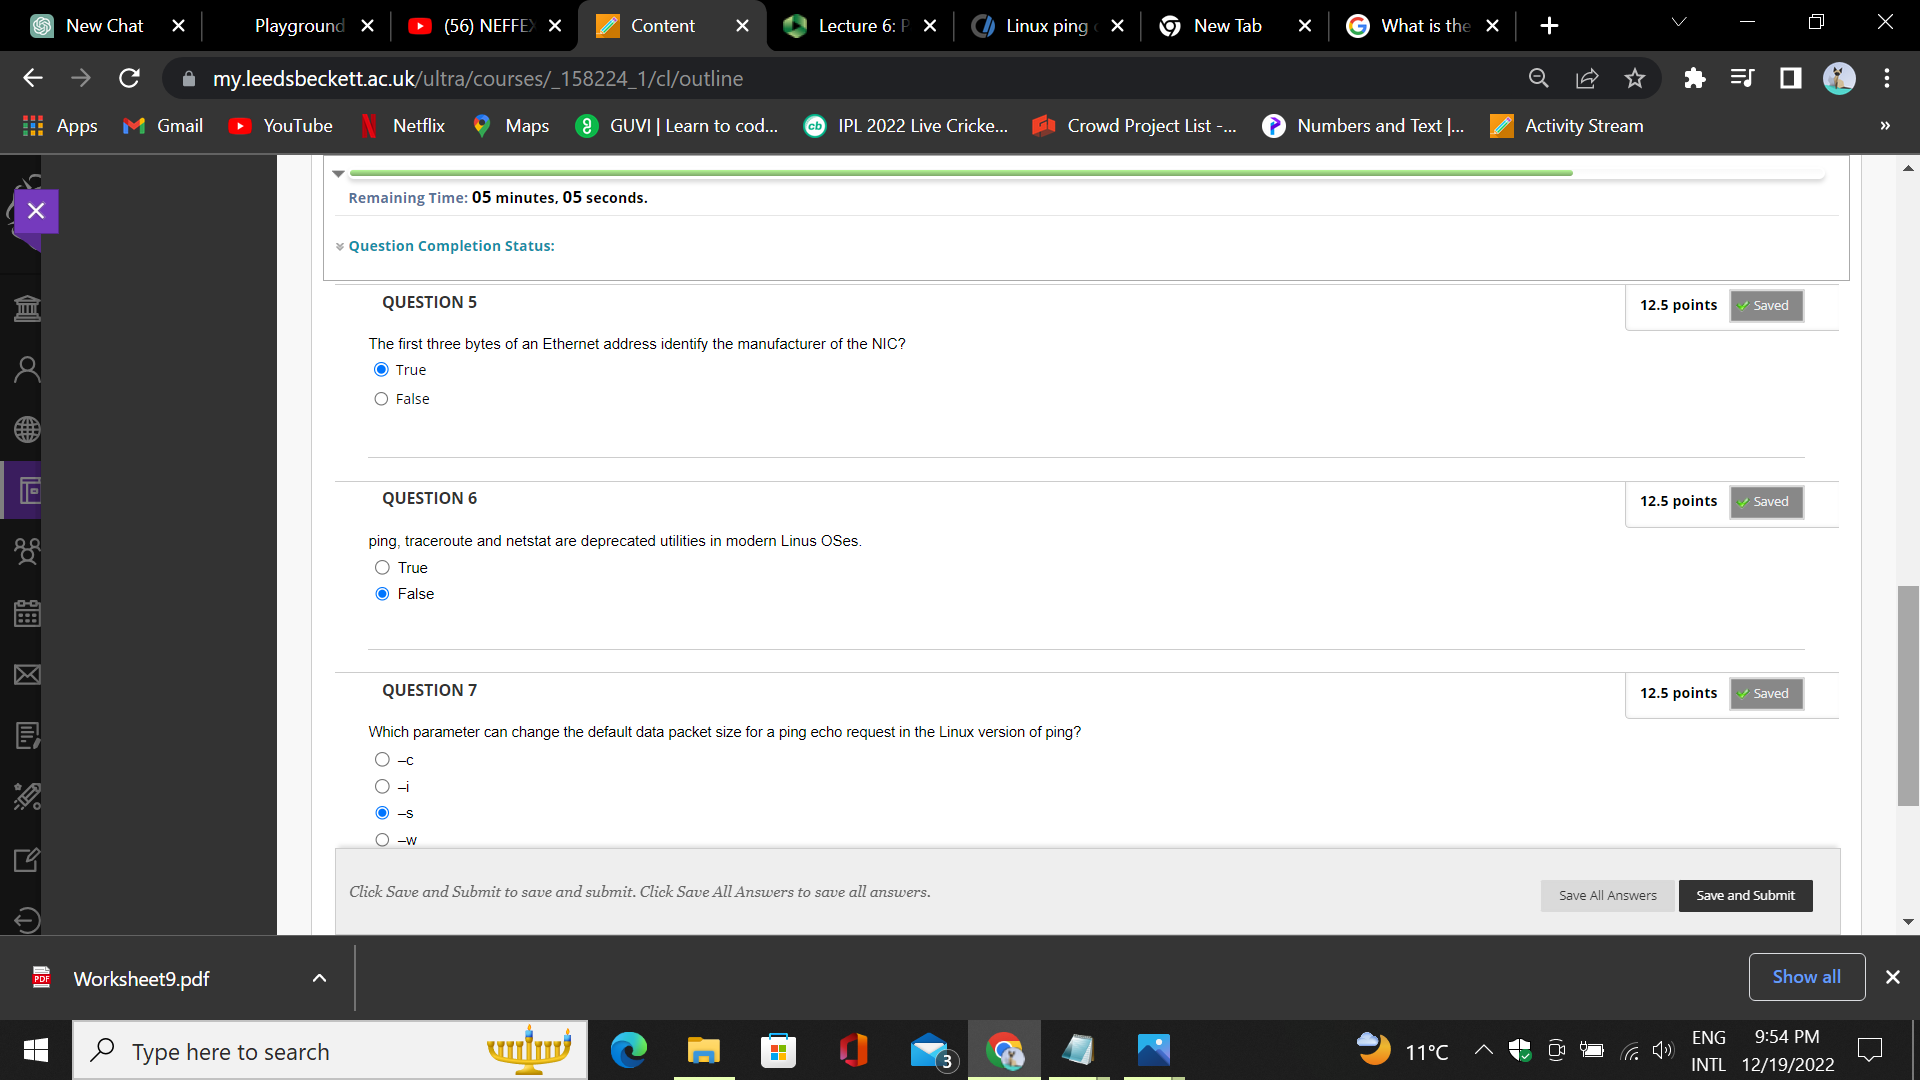 New Chat
Playground
(56) NEFFEX
Content
Lecture 6: P
Linux ping
New Tab
What is the
my.leedsbeckett.ac.uk/ultra/courses/_158224_1/cl/outline
Apps
Gmail
YouTube
Netflix
Maps
GUVI | Learn to cod...
IPL 2022 Live Cricke...
Crowd Project List -...
Numbers and Text |...
Activity Stream
»
Remaining Time: 05 minutes, 05 seconds.
Question Completion Status:
QUESTION 5
12.5 points
Saved
The first three bytes of an Ethernet address identify the manufacturer of the NIC?
True
False
QUESTION 6
12.5 points
Saved
ping, traceroute and netstat are deprecated utilities in modern Linus OSes.
True
False
QUESTION 7
12.5 points
Saved
Which parameter can change the default data packet size for a ping echo request in the Linux version of ping?
–c
–i
–s
–w
Click Save and Submit to save and submit. Click Save All Answers to save all answers.
Save All Answers
Save and Submit
PDF
Worksheet9.pdf
Show all
Type here to search
3
11°C
ENG
INTL
9:54 PM
12/19/2022